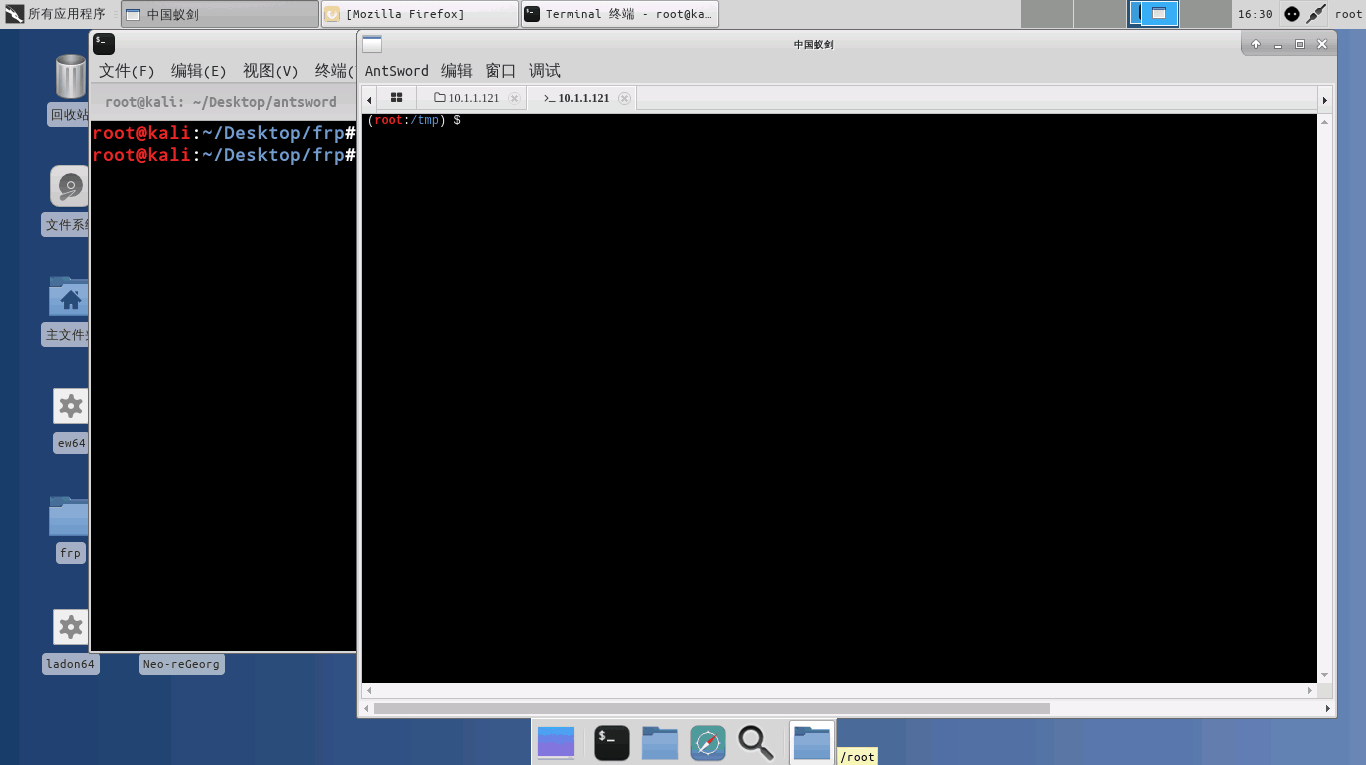 所有应用程序
中国蚁剑
[Mozilla Firefox]
Terminal 终端 - root@ka…
16:30
root
回收站
文件系统
主文件夹
ew64
frp
ladon64
Neo-reGeorg
文件(F) 编辑(E) 视图(V) 终端(
root@kali: ~/Desktop/antsword
root@kali:~/Desktop/frp#
root@kali:~/Desktop/frp#
中国蚁剑
AntSword 编辑 窗口 调试
10.1.1.121
>_ 10.1.1.121
(root:/tmp) $
$_
/root